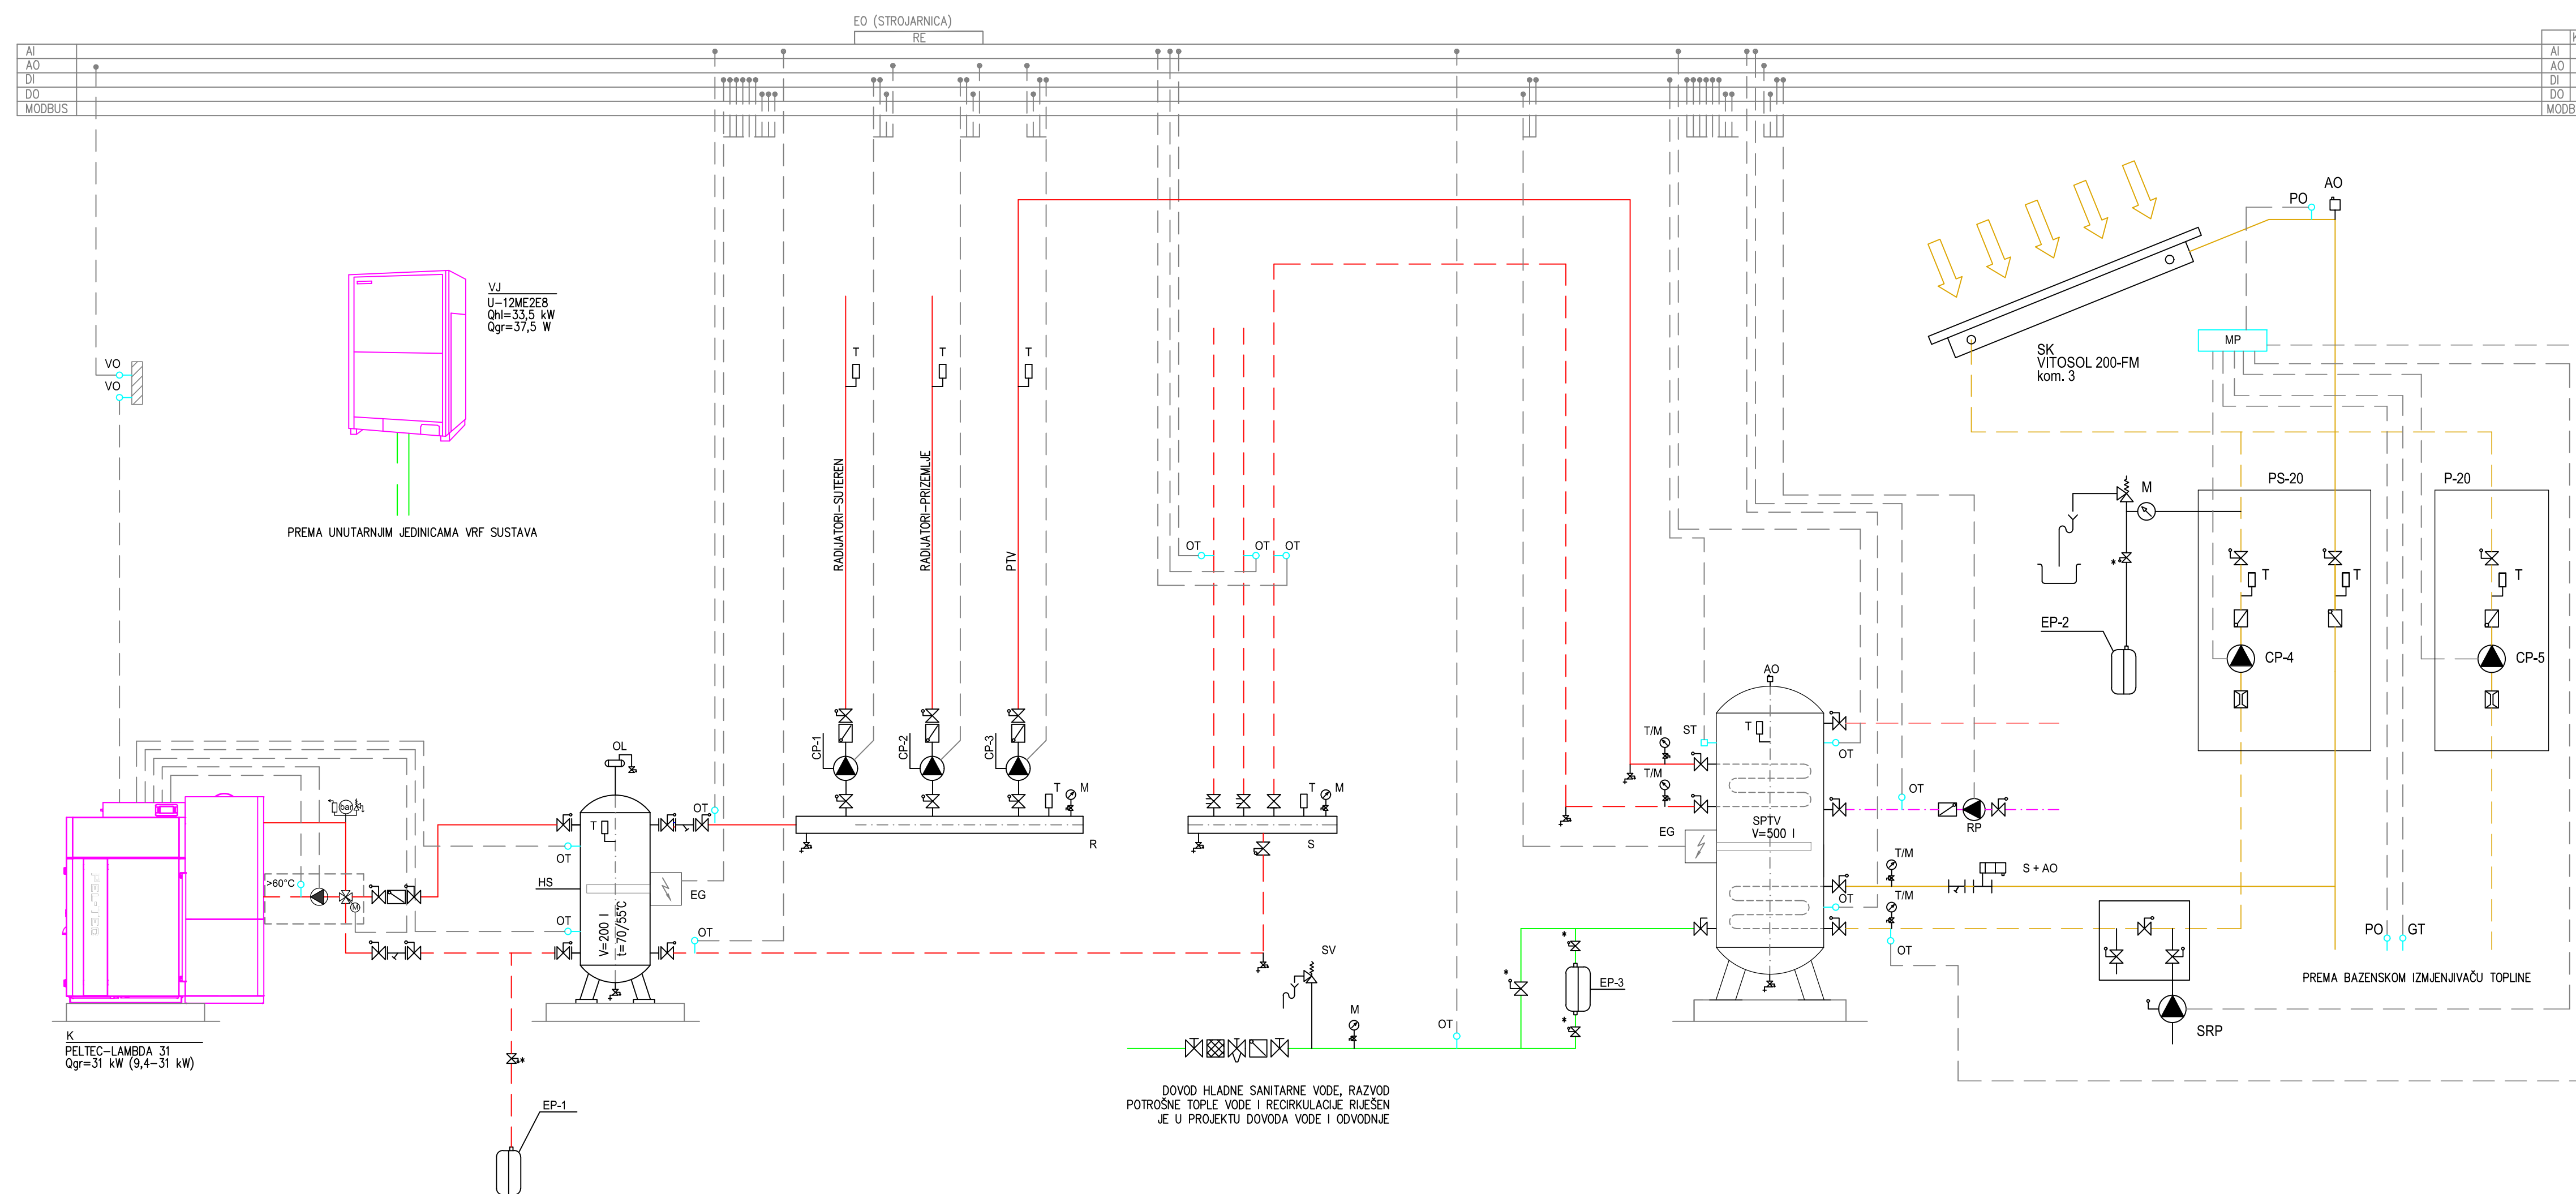 EO (STROJARNICA)
RE
AI
AO
DI
DO
MODBUS
K
AI
AO
DI
DO
MODB
VJ
U-12ME2E8
Qhl=33,5 kW
Qgr=37,5 W
PREMA UNUTARNJIM JEDINICAMA VRF SUSTAVA
VO
VO
T
T
T
RADIJATORI-SUTEREN
RADIJATORI-PRIZEMLJE
PTV
OT
OT
OT
PO
AO
MP
SK
VITOSOL 200-FM
kom. 3
PS-20
P-20
M
*
T
T
T
EP-2
CP-4
CP-5
OL
CP-1
CP-2
CP-3
OT
T
M
R
T
M
S
bar
>60°C
M
T
OT
HS
EG
OT
OT
V=200 l
t=70/55°C
AO
ST
T/M
T/M
T
OT
EG
SPTV
V=500 l
OT
RP
T/M
S + AO
OT
T/M
OT
PO
GT
PREMA BAZENSKOM IZMJENJIVAČU TOPLINE
SRP
SV
M
OT
*
*
*
EP-3
K
PELTEC-LAMBDA 31
Qgr=31 kW (9,4-31 kW)
*
EP-1
DOVOD HLADNE SANITARNE VODE, RAZVOD
POTROŠNE TOPLE VODE I RECIRKULACIJE RIJEŠEN
JE U PROJEKTU DOVODA VODE I ODVODNJE